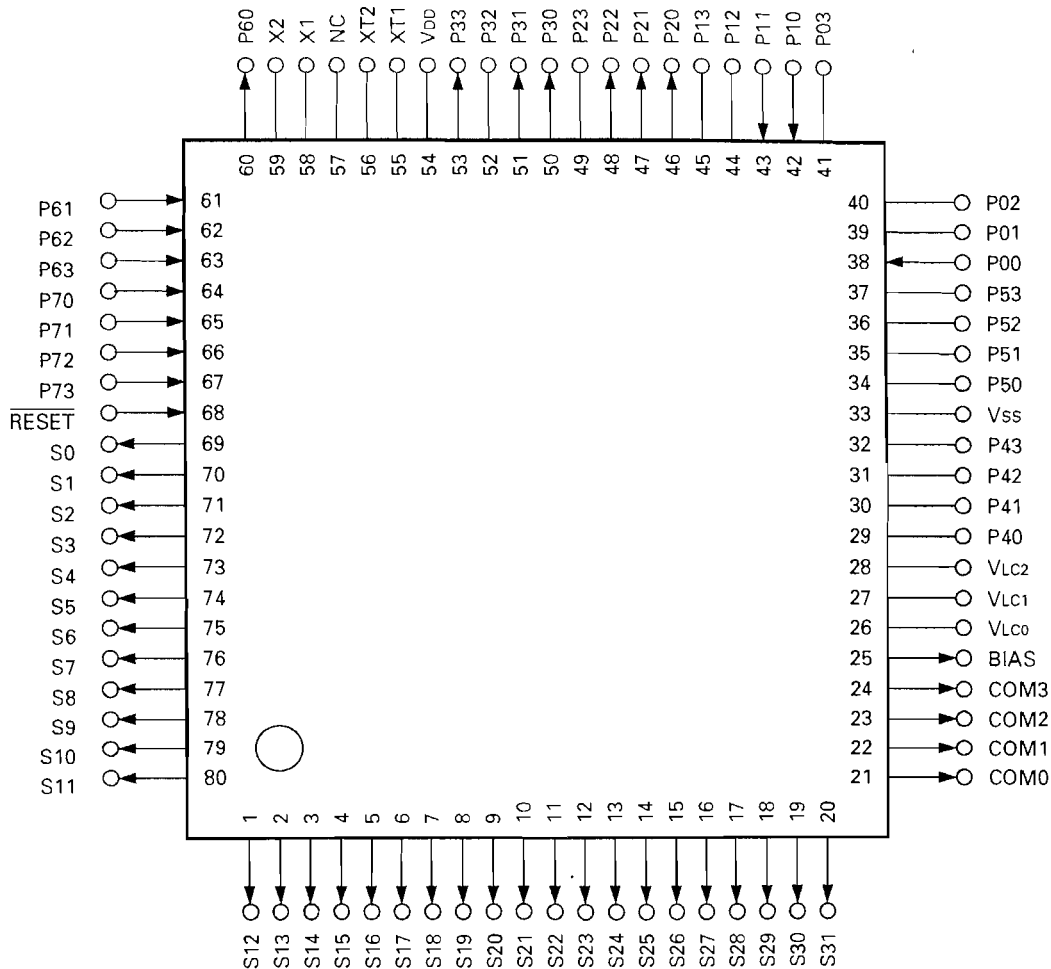 P60 X2 X1 NC XT2 XT1 VDD P33 P32 P31 P30 P23 P22 P21 P20 P13 P12 P11 P10 P03
60 59 58 57 56 55 54 53 52 51 50 49 48 47 46 45 44 43 42 41
P61 61 40 P02
P62 62 39 P01
P63 63 38 P00
P70 64 37 P53
P71 65 36 P52
P72 66 35 P51
P73 67 34 P50
RESET 68 33 VSS
S0 69 32 P43
S1 70 31 P42
S2 71 30 P41
S3 72 29 P40
S4 73 28 VLC2
S5 74 27 VLC1
S6 75 26 VLC0
S7 76 25 BIAS
S8 77 24 COM3
S9 78 23 COM2
S10 79 22 COM1
S11 80 21 COM0
1 2 3 4 5 6 7 8 9 10 11 12 13 14 15 16 17 18 19 20
S12 S13 S14 S15 S16 S17 S18 S19 S20 S21 S22 S23 S24 S25 S26 S27 S28 S29 S30 S31